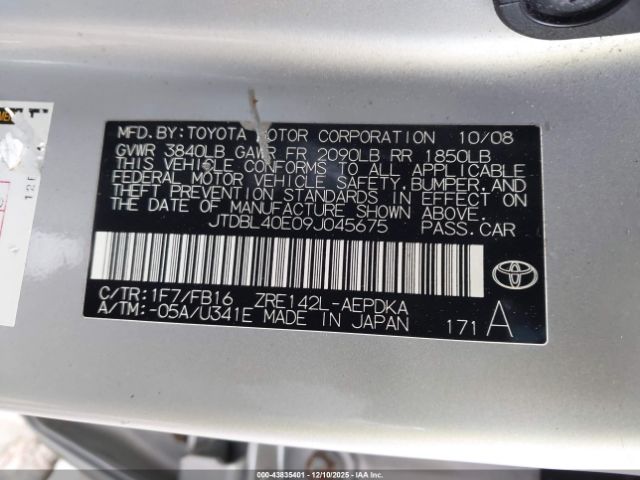 MFD. BY: TOYOTA MOTOR CORPORATION 10/08
GVWR 3840LB GAWR FR 2090LB RR 1850LB
THIS VEHICLE CONFORMS TO ALL APPLICABLE
FEDERAL MOTOR VEHICLE SAFETY, BUMPER, AND
THEFT PREVENTION STANDARDS IN EFFECT ON
THE DATE OF MANUFACTURE SHOWN ABOVE.
JTDBL40E09J045675 PASS. CAR
C/TR: 1F7/FB16 ZRE142L-AEPDKA
A/TM: -05A/U341E MADE IN JAPAN 171 A
© IAA - 43835401 - 12/10/2025 - IAAI.COM